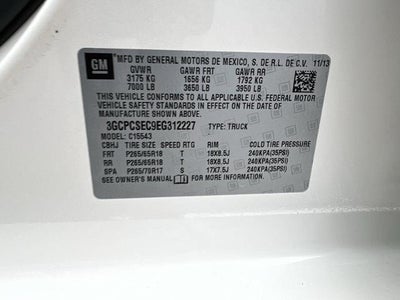 GM MFD BY GENERAL MOTORS DE MEXICO, S. DE R.L. DE C.V. 11/13
GVWR GAWR FRT GAWR RR
3175 KG 1656 KG 1792 KG
7000 LB 3650 LB 3950 LB
THIS VEHICLE CONFORMS TO ALL APPLICABLE U.S. FEDERAL MOTOR
VEHICLE SAFETY AND THEFT PREVENTION STANDARDS IN EFFECT ON THE DATE OF
MANUFACTURE SHOWN ABOVE.
3GCPCSEC9EG312227 TYPE: TRUCK
MODEL: C15543
CBHJ TIRE SIZE SPEED RTG RIM COLD TIRE PRESSURE
FRT P265/65R18 T 18X8.5J 240KPA(35PSI)
RR P265/65R18 T 18X8.5J 240KPA(35PSI)
SPA P265/70R17 S 17X7.5J 240KPA(35PSI)
SEE OWNER'S MANUAL FOR MORE INFORMATION.